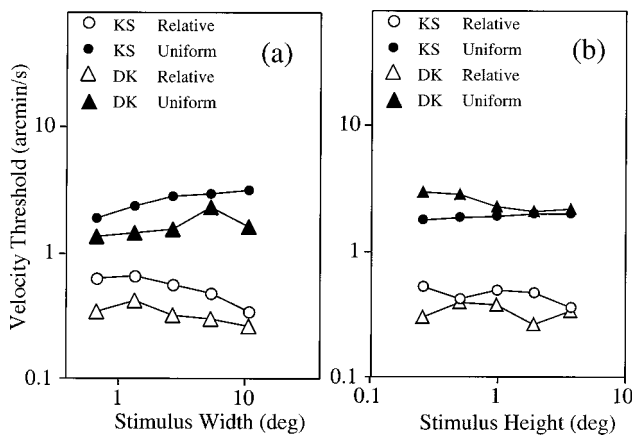 KS Relative
KS Uniform
DK Relative
DK Uniform
(a)
10
1
0.1
Velocity Threshold (arcmin/s)
1
10
Stimulus Width (deg)
KS Relative
KS Uniform
DK Relative
DK Uniform
(b)
10
1
0.1
0.1
1
10
Stimulus Height (deg)